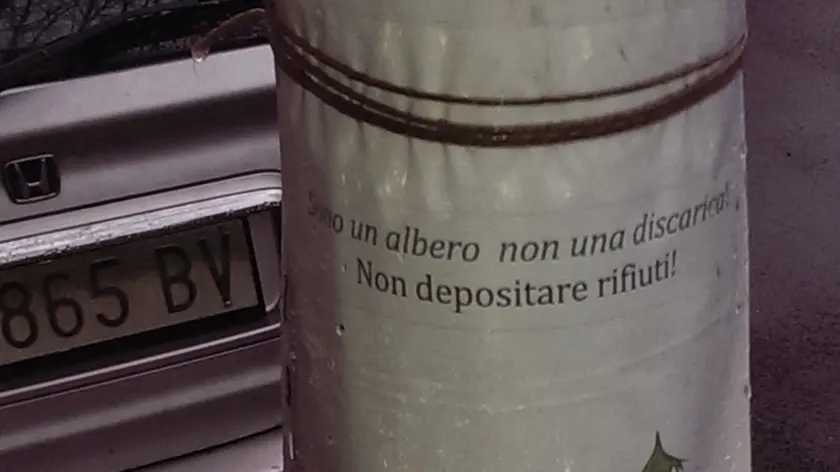 Sono un albero non una discarica!
Non depositare rifiuti!
865 BV